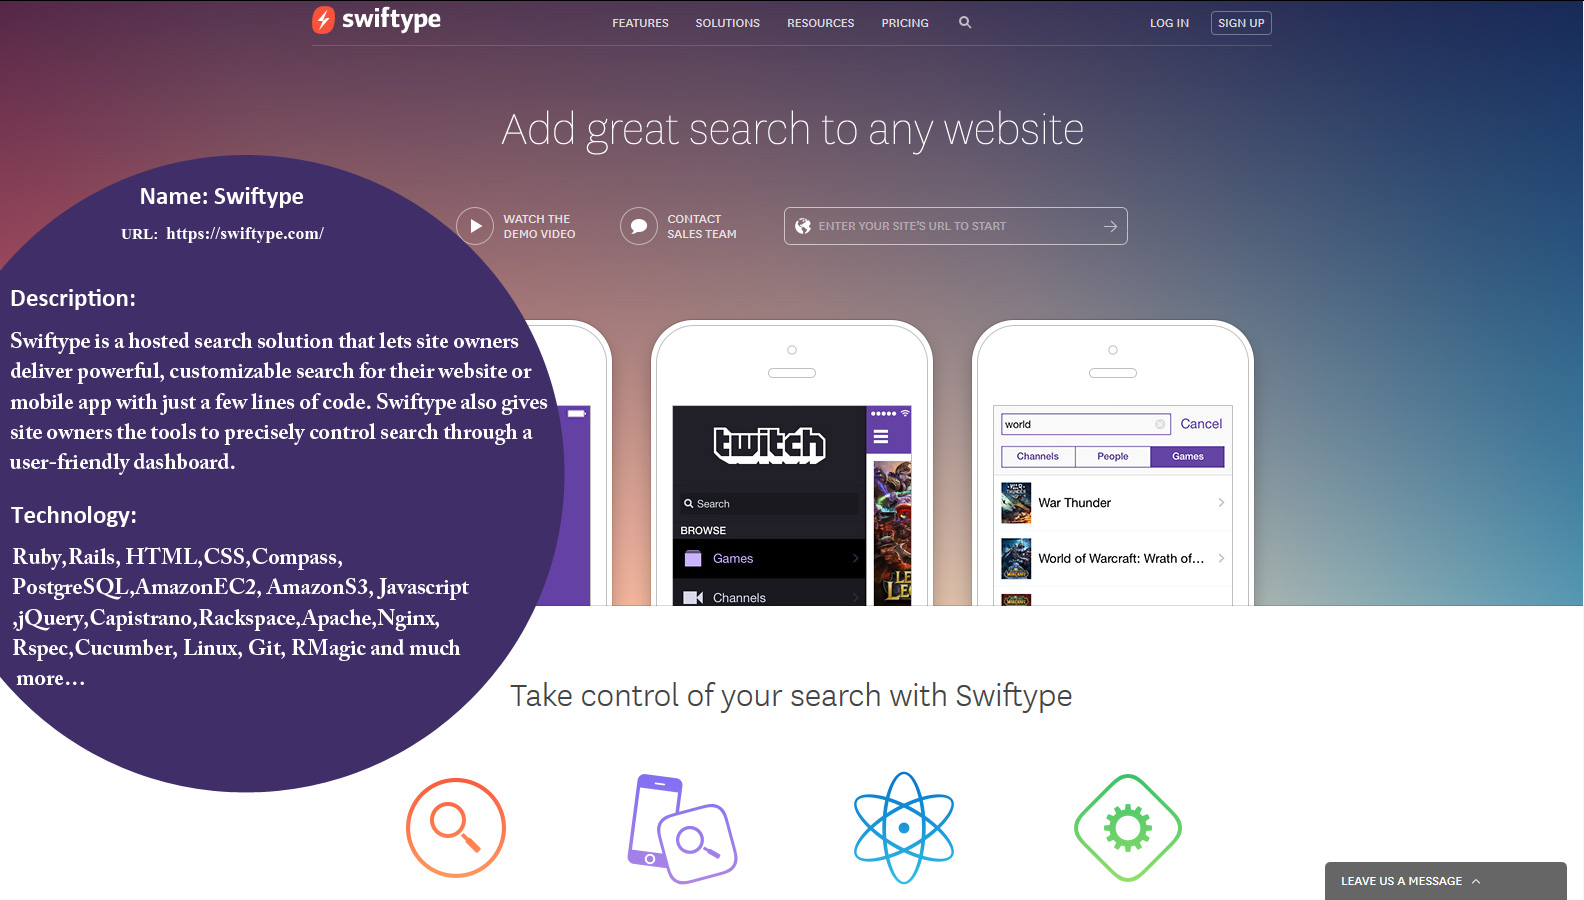 swiftype
FEATURES
SOLUTIONS
RESOURCES
PRICING
LOG IN
SIGN UP
Add great search to any website
WATCH THE
DEMO VIDEO
CONTACT
SALES TEAM
ENTER YOUR SITE'S URL TO START
Name: Swiftype
URL: https://swiftype.com/
Description:
Swiftype is a hosted search solution that lets site owners
deliver powerful, customizable search for their website or
mobile app with just a few lines of code. Swiftype also gives
site owners the tools to precisely control search through a
user-friendly dashboard.
Technology:
Ruby,Rails, HTML,CSS,Compass,
PostgreSQL,AmazonEC2, AmazonS3, Javascript
,jQuery,Capistrano,Rackspace,Apache,Nginx,
Rspec,Cucumber, Linux, Git, RMagic and much
more...
twitch
Search
BROWSE
Games
Channels
world
Cancel
Channels
People
Games
War Thunder
World of Warcraft: Wrath of...
Take control of your search with Swiftype
LEAVE US A MESSAGE